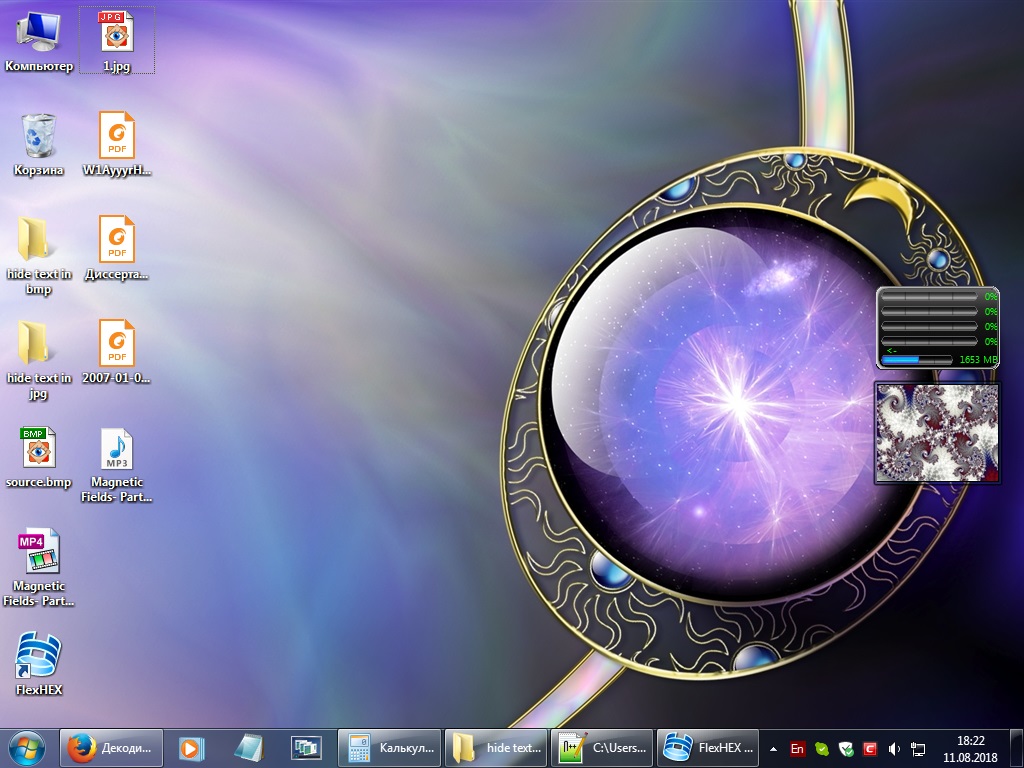 Компьютер
JPG
1.jpg
Корзина
PDF
W1AyyyrH...
hide text in
bmp
PDF
Диссерта...
hide text in
jpg
PDF
2007-01-0...
BMP
source.bmp
MP3
Magnetic
Fields- Part...
MP4
Magnetic
Fields- Part...
FlexHEX
0%
0%
0%
0%
<-
1653 MB
Декоди...
Калькул...
hide text...
C:\Users...
FlexHEX ...
En
18:22
11.08.2018